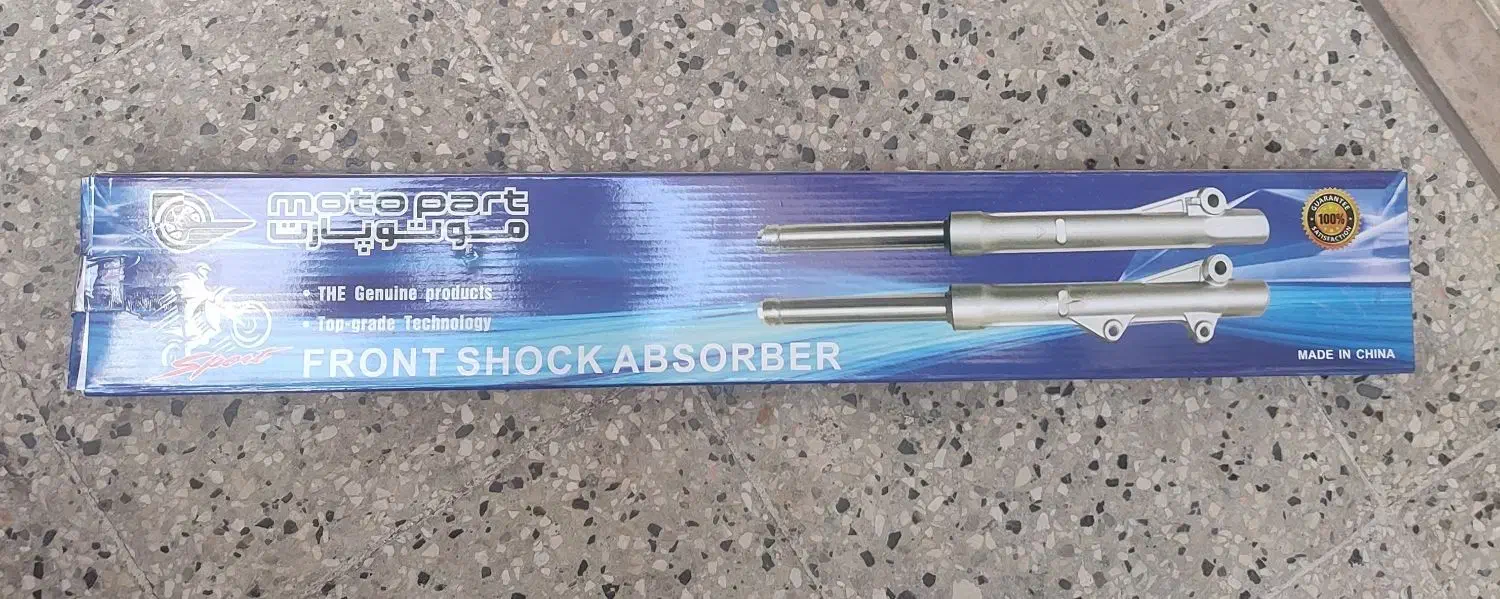 moto part
موتوپارت
• THE Genuine products
• Top-grade Technology
Sport
FRONT SHOCK ABSORBER
GUARANTEE
100%
SATISFACTION
MADE IN CHINA